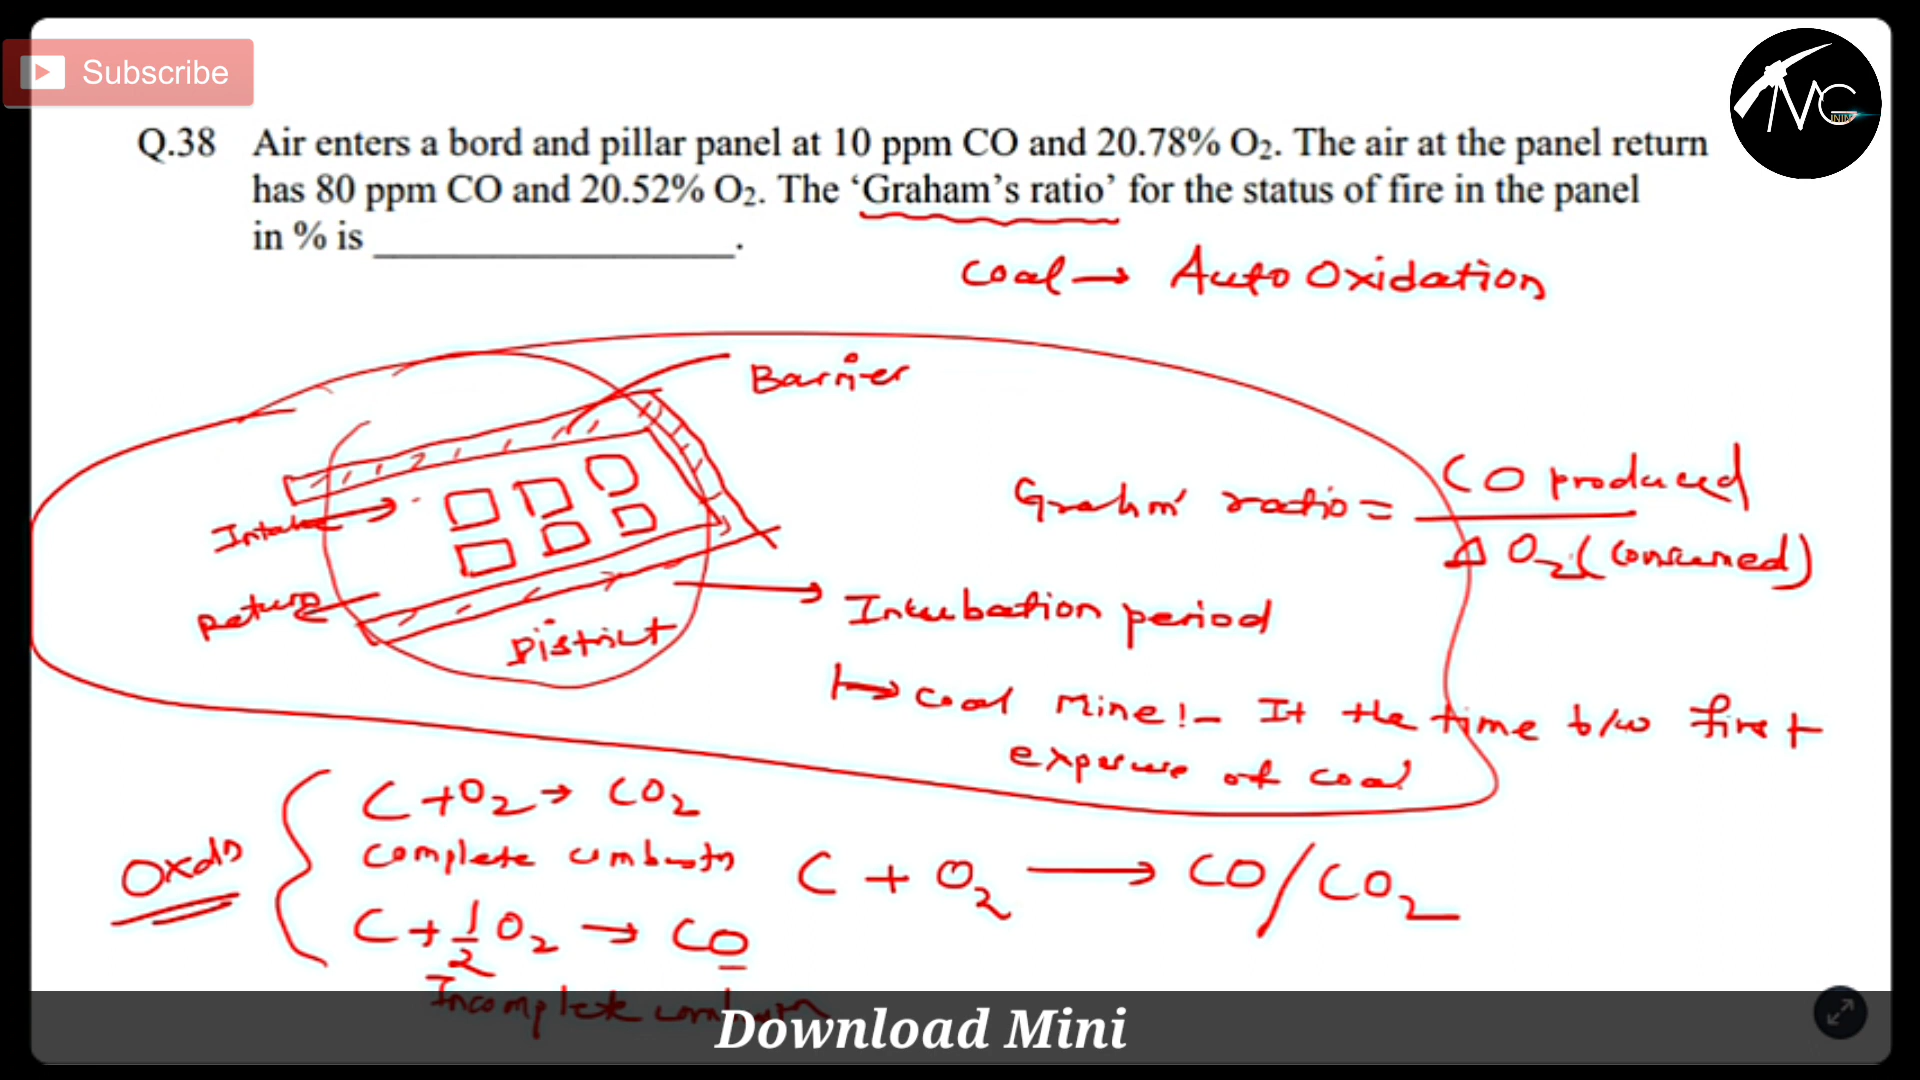 Subscribe
Q.38 Air enters a bord and pillar panel at 10 ppm CO and 20.78% O₂. The air at the panel return
has 80 ppm CO and 20.52% O₂. The ‘Graham’s ratio’ for the status of fire in the panel
in % is ____________________.
Coal → Auto Oxidation
Barrier
Intake
Return
District
Graham' ratio = CO produced
Δ O₂ (consumed)
→ Incubation period
↦ Coal Mine!- It the time b/w first
exposure of coal
Oxdn
C + O₂ → CO₂
complete combustn
C + O₂ → CO/CO₂
C + 1/2 O₂ → CO
Incomplete
Download Mini